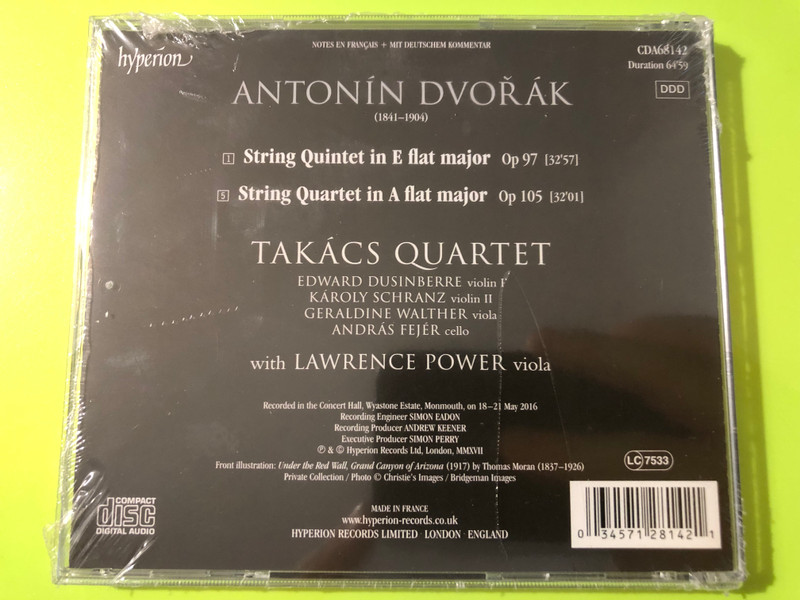 hyperion
NOTES EN FRANÇAIS + MIT DEUTSCHEM KOMMENTAR
CDA68142
Duration 64'59
DDD
ANTONÍN DVOŘÁK
(1841–1904)
1 String Quintet in E flat major Op 97 [32'57]
5 String Quartet in A flat major Op 105 [32'01]
TAKÁCS QUARTET
EDWARD DUSINBERRE violin I
KÁROLY SCHRANZ violin II
GERALDINE WALTHER viola
ANDRÁS FEJÉR cello
with LAWRENCE POWER viola
Recorded in the Concert Hall, Wyastone Estate, Monmouth, on 18–21 May 2016
Recording Engineer SIMON EADON
Recording Producer ANDREW KEENER
Executive Producer SIMON PERRY
℗ & © Hyperion Records Ltd, London, MMXVII
Front illustration: Under the Red Wall, Grand Canyon of Arizona (1917) by Thomas Moran (1837–1926)
Private Collection / Photo © Christie's Images / Bridgeman Images
LC 7533
COMPACT
disc
DIGITAL AUDIO
MADE IN FRANCE
www.hyperion-records.co.uk
HYPERION RECORDS LIMITED LONDON ENGLAND
0 34571 28142 1